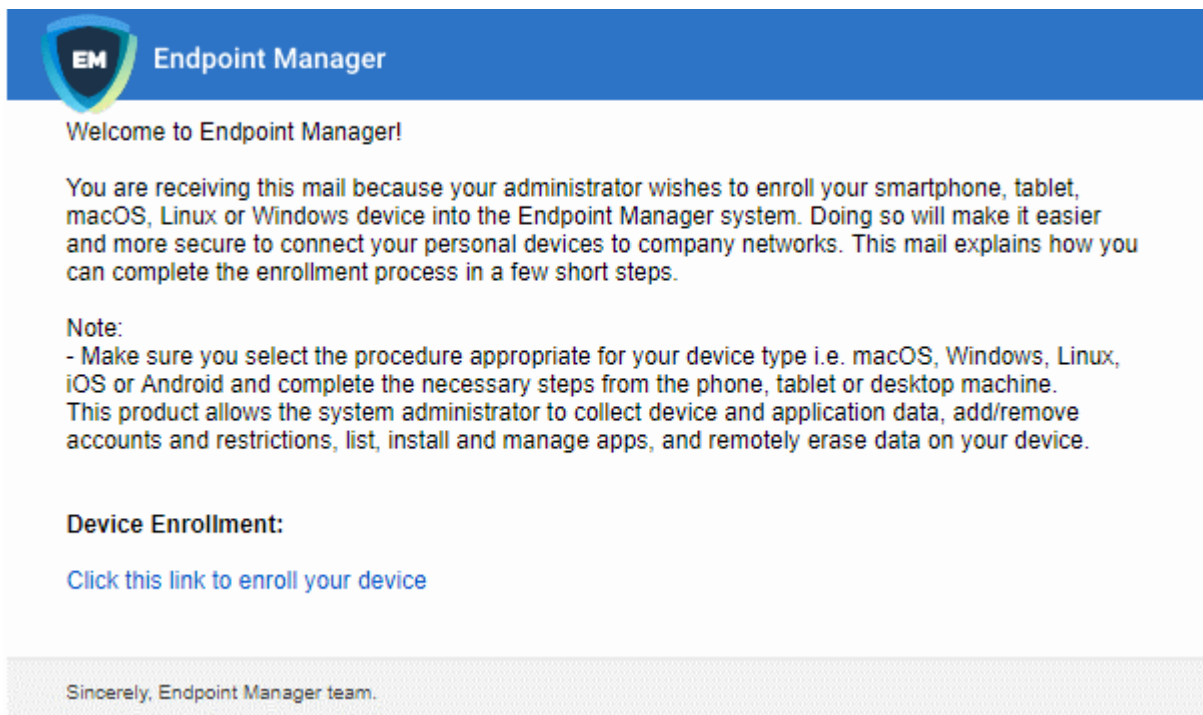 EM
Endpoint Manager
Welcome to Endpoint Manager!
You are receiving this mail because your administrator wishes to enroll your smartphone, tablet,
macOS, Linux or Windows device into the Endpoint Manager system. Doing so will make it easier
and more secure to connect your personal devices to company networks. This mail explains how you
can complete the enrollment process in a few short steps.
Note:
- Make sure you select the procedure appropriate for your device type i.e. macOS, Windows, Linux,
iOS or Android and complete the necessary steps from the phone, tablet or desktop machine.
This product allows the system administrator to collect device and application data, add/remove
accounts and restrictions, list, install and manage apps, and remotely erase data on your device.
Device Enrollment:
Click this link to enroll your device
Sincerely, Endpoint Manager team.